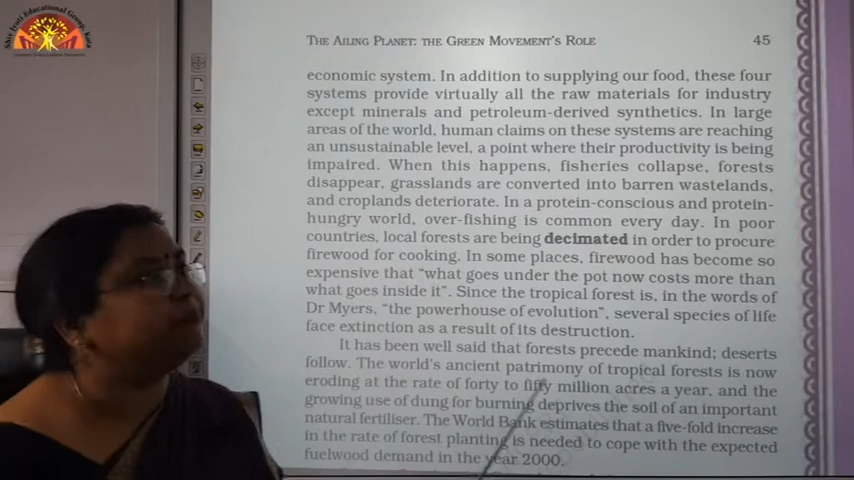 Shiv Jyoti Educational Group, Kota
THE AILING PLANET: THE GREEN MOVEMENT'S ROLE 45
economic system. In addition to supplying our food, these four
systems provide virtually all the raw materials for industry
except minerals and petroleum-derived synthetics. In large
areas of the world, human claims on these systems are reaching
an unsustainable level, a point where their productivity is being
impaired. When this happens, fisheries collapse, forests
disappear, grasslands are converted into barren wastelands,
and croplands deteriorate. In a protein-conscious and protein-
hungry world, over-fishing is common every day. In poor
countries, local forests are being decimated in order to procure
firewood for cooking. In some places, firewood has become so
expensive that “what goes under the pot now costs more than
what goes inside it”. Since the tropical forest is, in the words of
Dr Myers, “the powerhouse of evolution”, several species of life
face extinction as a result of its destruction.
It has been well said that forests precede mankind; deserts
follow. The world's ancient patrimony of tropical forests is now
eroding at the rate of forty to fifty million acres a year, and the
growing use of dung for burning deprives the soil of an important
natural fertiliser. The World Bank estimates that a five-fold increase
in the rate of forest planting is needed to cope with the expected
fuelwood demand in the year 2000.